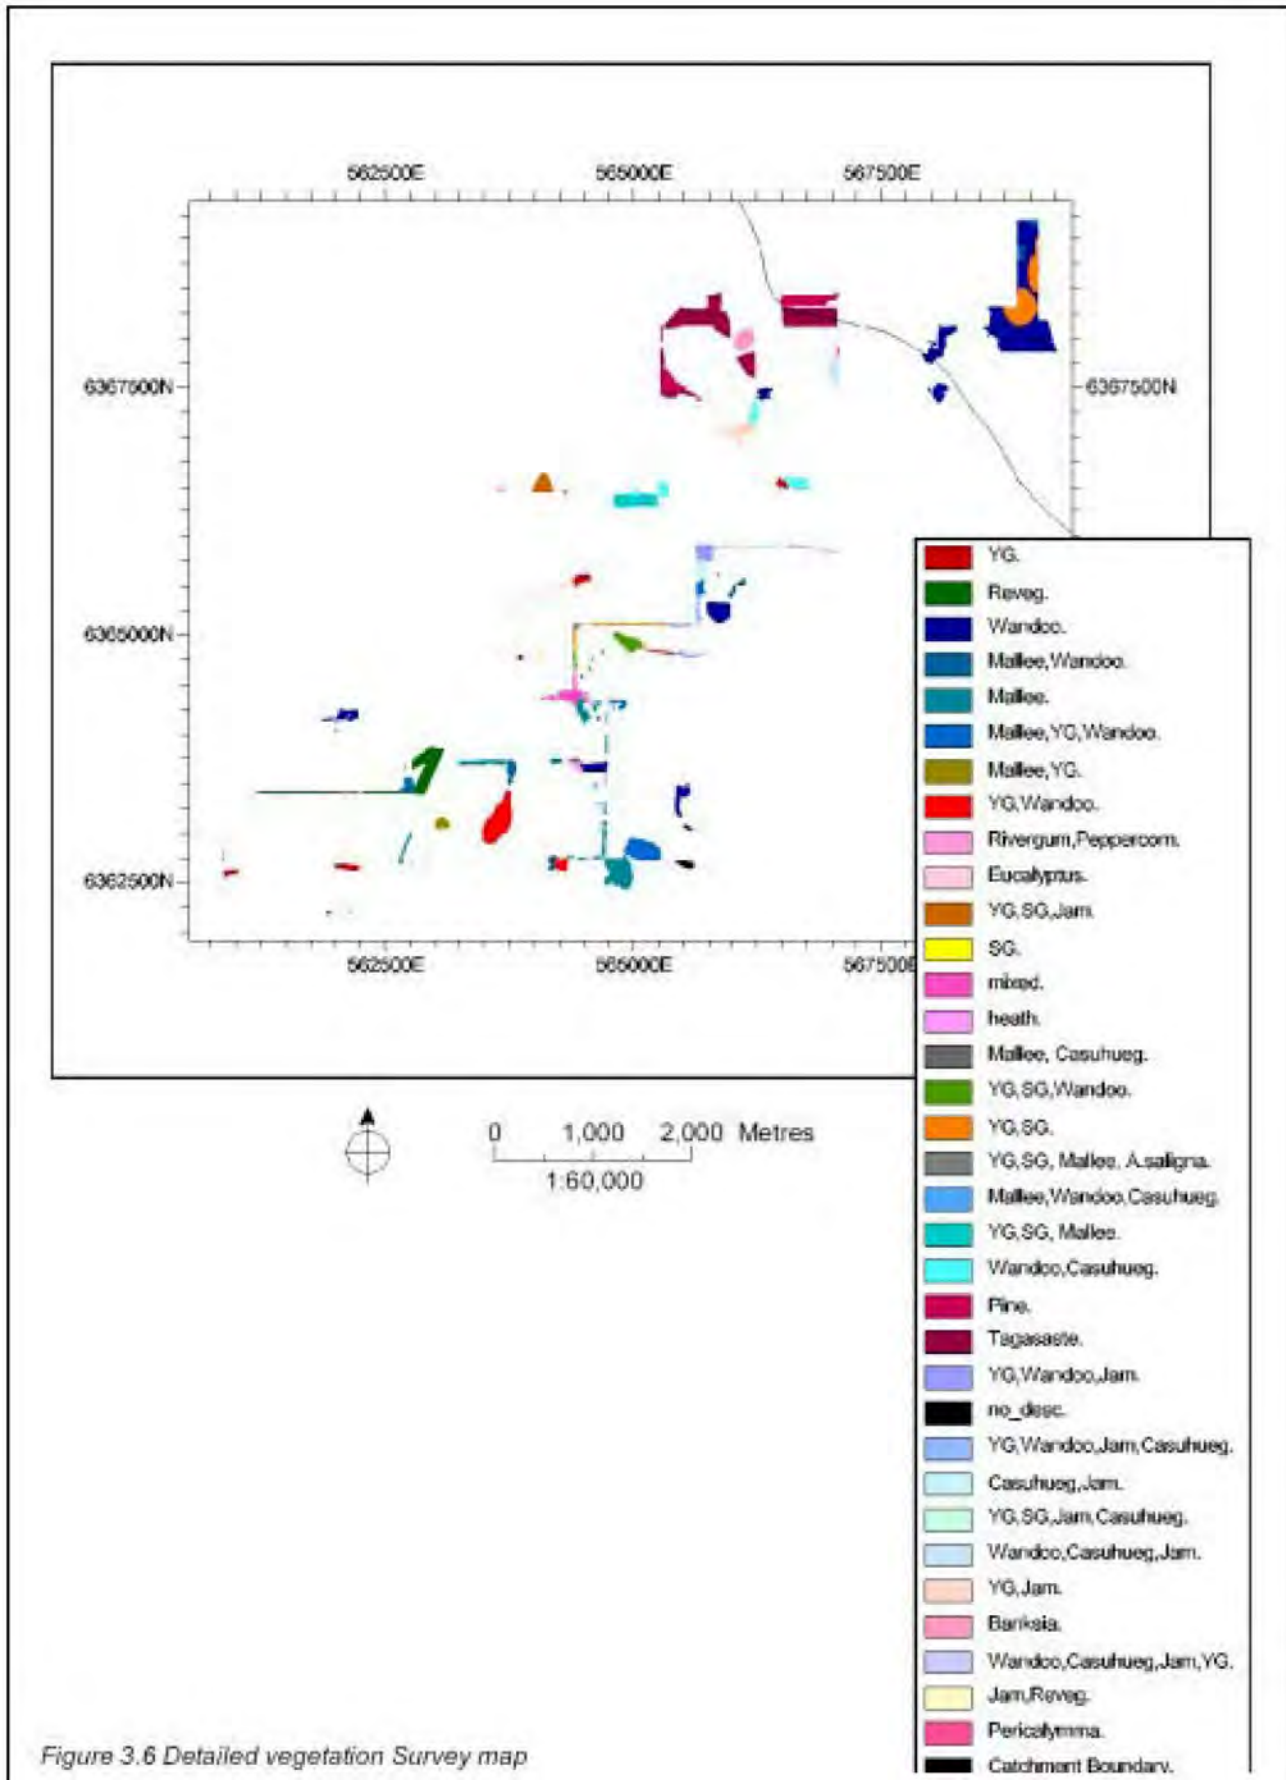 562500E 565000E 567500E
6367500N 6367500N
6365000N
6362500N
562500E 565000E 567500E
YG.
Reveg.
Wandoo.
Mallee,Wandoo.
Mallee.
Mallee,YG,Wandoo.
Mallee,YG.
YG,Wandoo.
Rivergum,Peppercorn.
Eucalyptus.
YG,SG,Jam.
SG.
mixed.
heath.
Mallee, Casuhueg.
YG,SG,Wandoo.
YG,SG.
YG,SG, Mallee, A.saligna.
Mallee,Wandoo,Casuhueg.
YG,SG, Mallee.
Wandoo,Casuhueg.
Pine.
Tagasaste.
YG,Wandoo,Jam.
no_desc.
YG,Wandoo,Jam,Casuhueg.
Casuhueg,Jam.
YG,SG,Jam,Casuhueg.
Wandoo,Casuhueg,Jam.
YG,Jam.
Banksia.
Wandoo,Casuhueg,Jam,YG.
Jam,Reveg.
Pericalymma.
Catchment Boundary.
0 1,000 2,000 Metres
1:60,000
Figure 3.6 Detailed vegetation Survey map